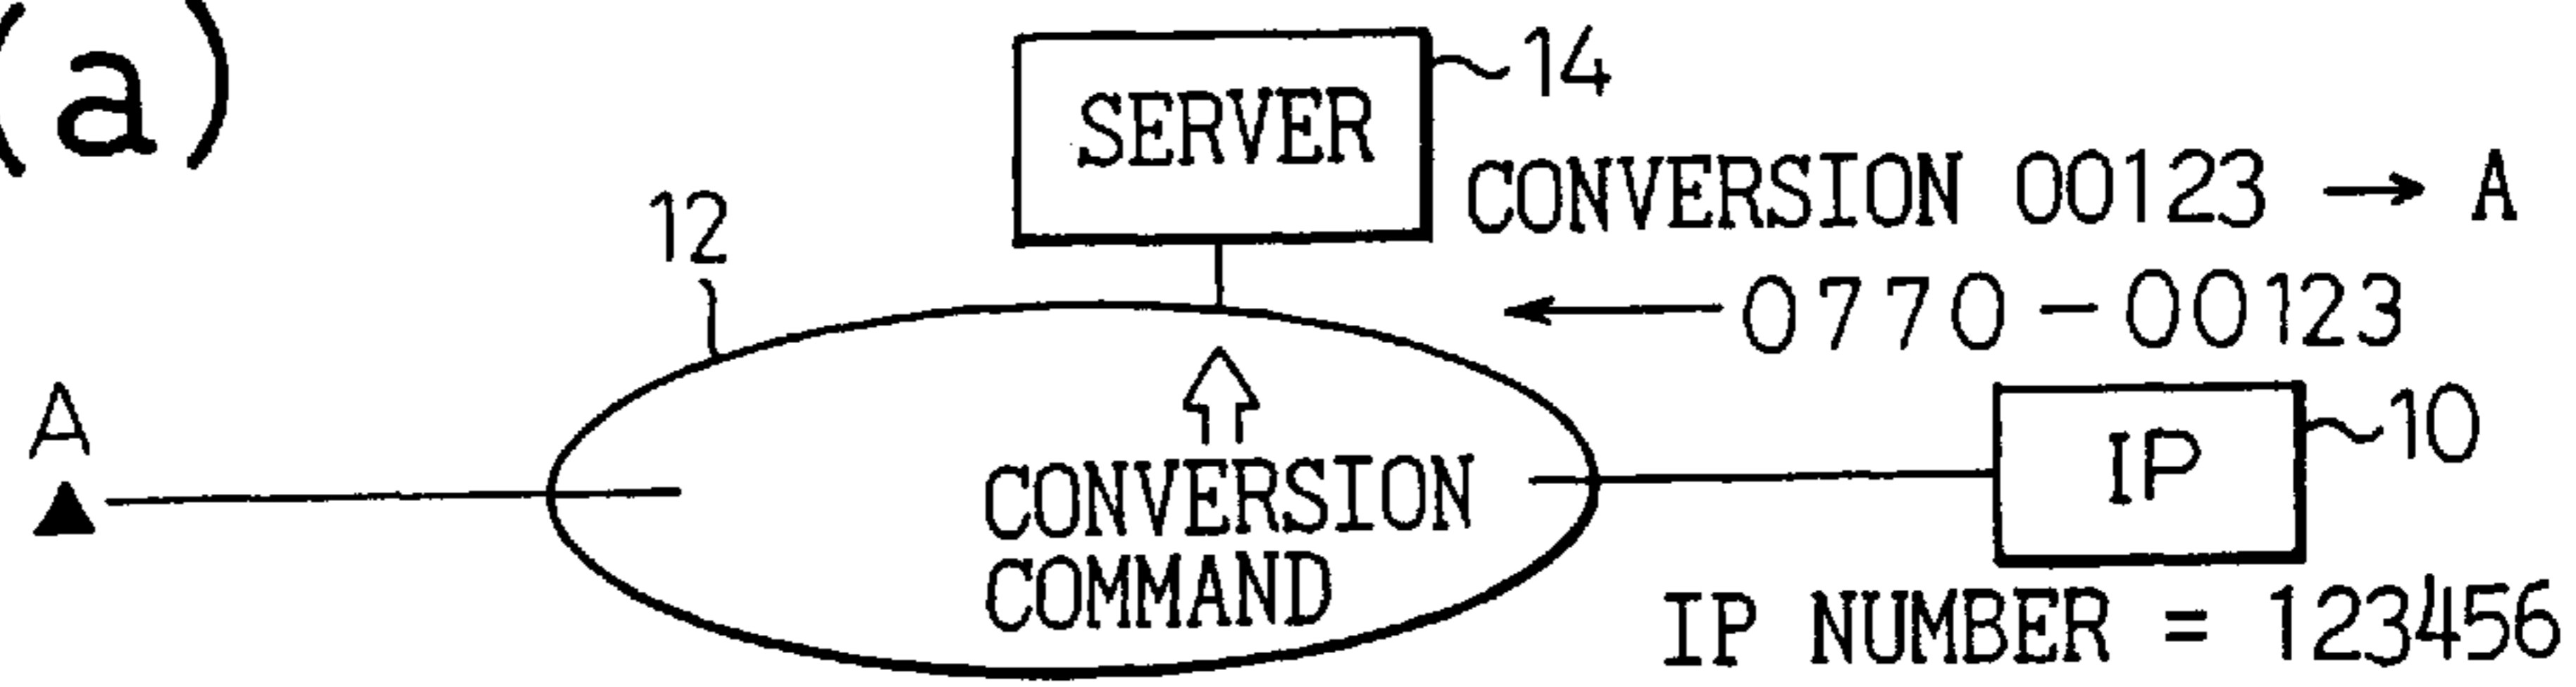 (a)
SERVER
14
CONVERSION 00123 → A
12
← 0770-00123
A
CONVERSION
COMMAND
IP
10
IP NUMBER = 123456